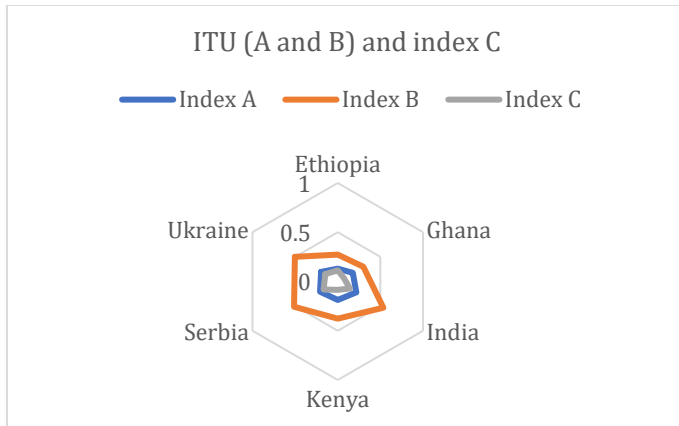 ITU (A and B) and index C
Index A Index B Index C
Ethiopia
1
Ukraine Ghana
0.5
0
Serbia India
Kenya